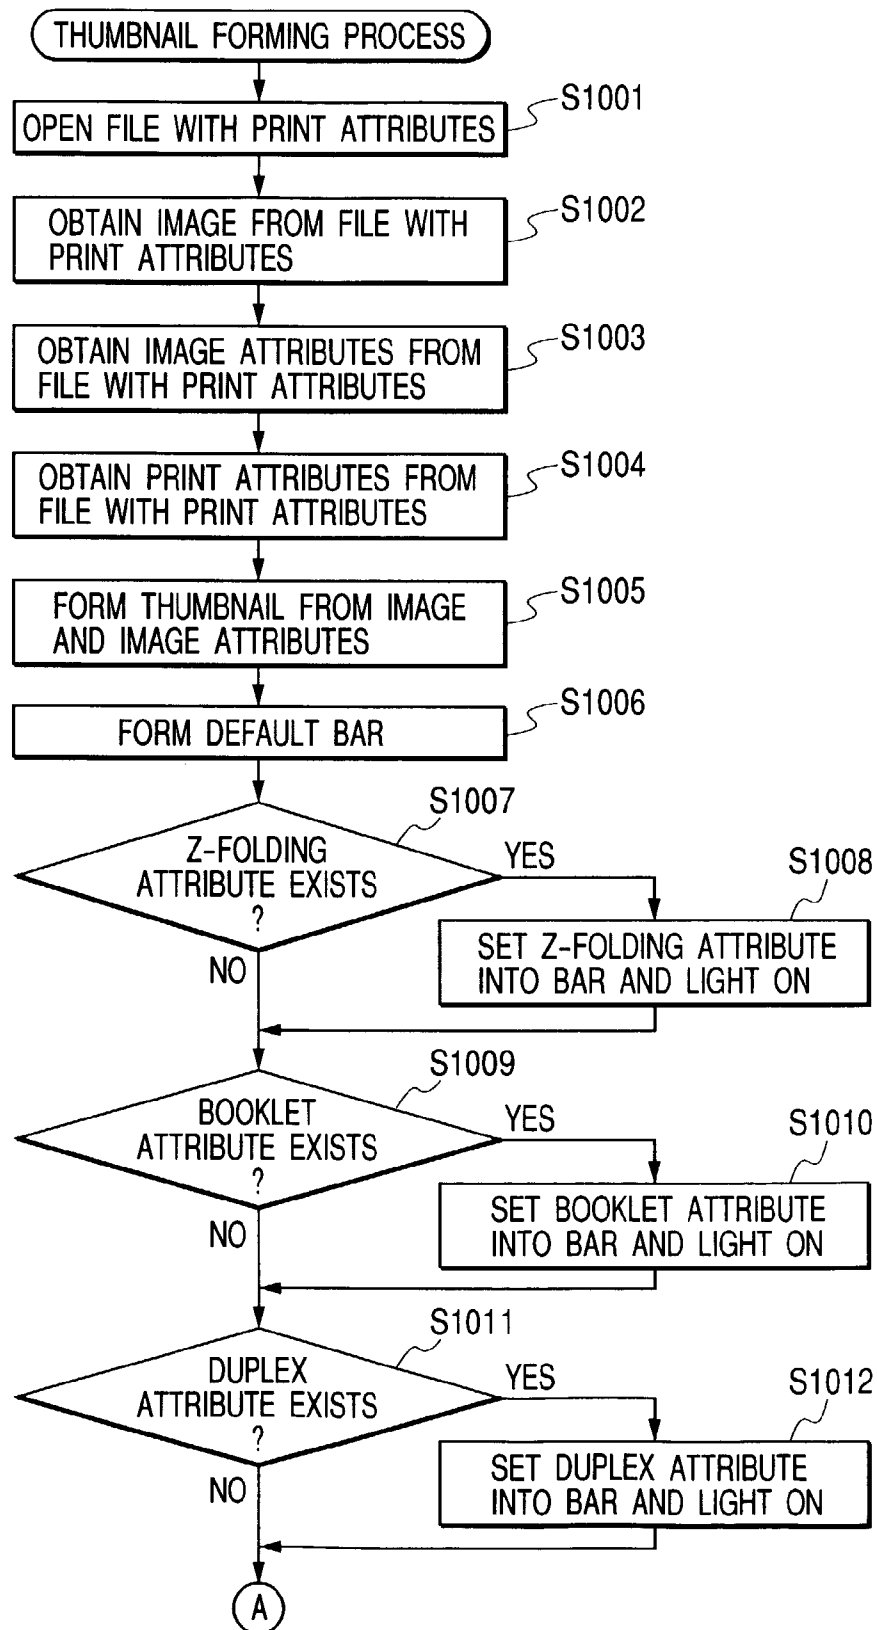 THUMBNAIL FORMING PROCESS
S1001
OPEN FILE WITH PRINT ATTRIBUTES
S1002
OBTAIN IMAGE FROM FILE WITH
PRINT ATTRIBUTES
S1003
OBTAIN IMAGE ATTRIBUTES FROM
FILE WITH PRINT ATTRIBUTES
S1004
OBTAIN PRINT ATTRIBUTES FROM
FILE WITH PRINT ATTRIBUTES
S1005
FORM THUMBNAIL FROM IMAGE
AND IMAGE ATTRIBUTES
S1006
FORM DEFAULT BAR
S1007
Z-FOLDING
ATTRIBUTE EXISTS
?
YES
NO
S1008
SET Z-FOLDING ATTRIBUTE
INTO BAR AND LIGHT ON
S1009
BOOKLET
ATTRIBUTE EXISTS
?
YES
NO
S1010
SET BOOKLET ATTRIBUTE
INTO BAR AND LIGHT ON
S1011
DUPLEX
ATTRIBUTE EXISTS
?
YES
NO
S1012
SET DUPLEX ATTRIBUTE
INTO BAR AND LIGHT ON
A